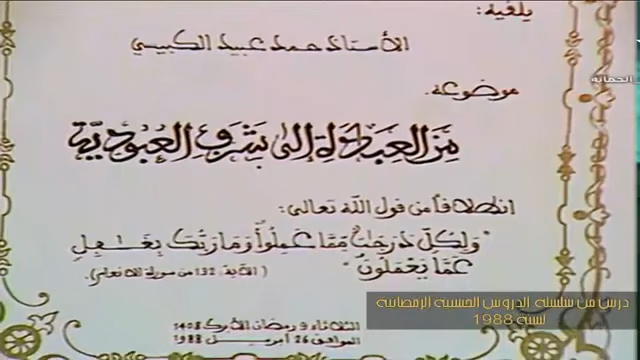 يلقيه:
الأستاذ حمد عبيد الكبيسي
موضوعه:
من العبادة إلى شرف العبودية
انطلاقا من قول الله تعالى:
"ولكل درجات مما عملوا وما ربك بغافل
عما يعملون" (الآية 132 من سورة الأنعام).
الثلاثاء 9 رمضان الأبرك 1408
الموافق 26 أبريل 1988
درس من سلسلة الدروس الحسنية الرمضانية
لسنة 1988